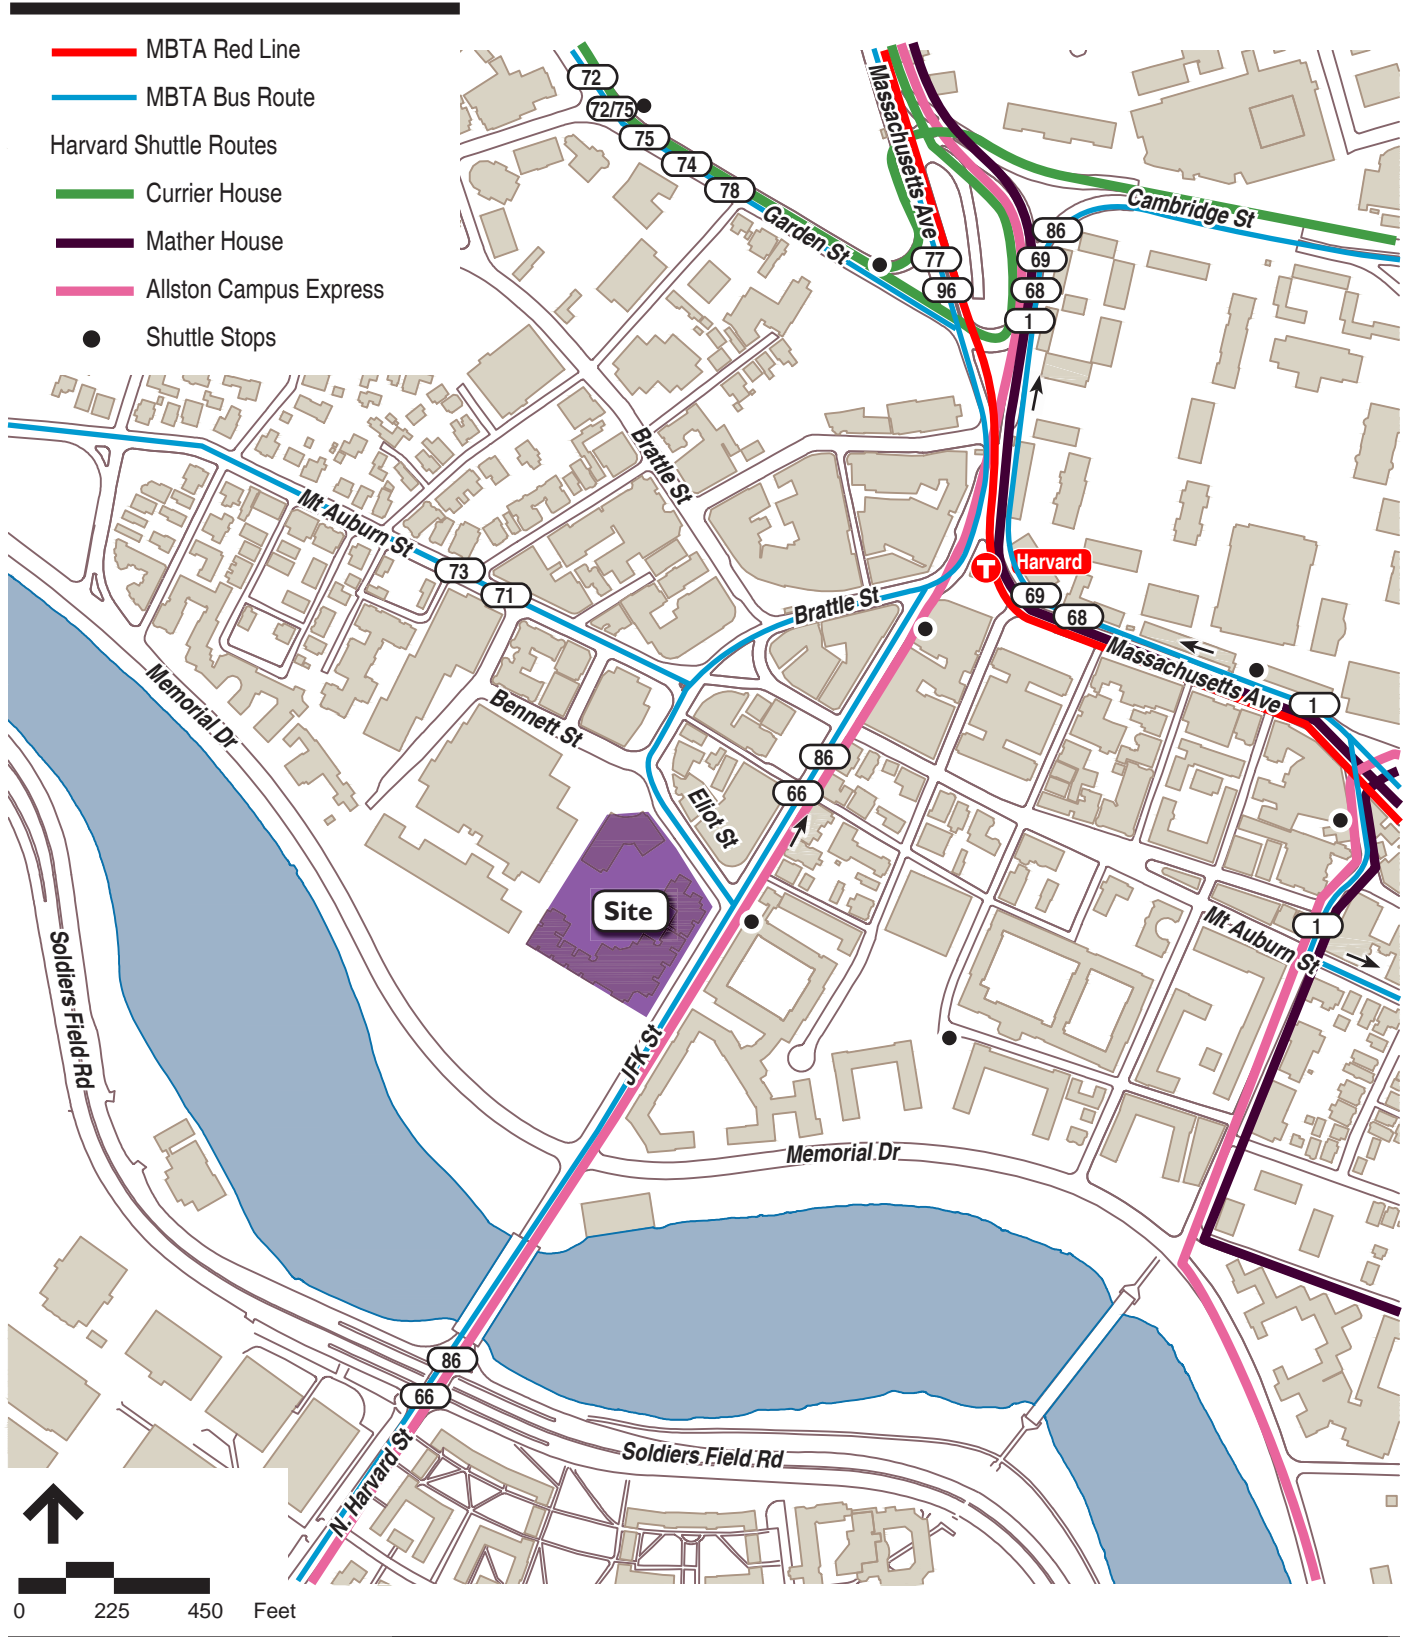 MBTA Red Line
MBTA Bus Route
Harvard Shuttle Routes
Currier House
Mather House
Allston Campus Express
Shuttle Stops
72
72/75
75
74
78
Garden St
Massachusetts Ave
Cambridge St
86
77
69
96
68
1
Brattle St
Mt Auburn St
73
71
T
Harvard
69
68
Brattle St
Massachusetts Ave
1
Memorial Dr
Bennett St
86
66
Eliot St
Site
Mt Auburn St
1
Soldiers Field Rd
JFK St
Memorial Dr
86
66
Soldiers Field Rd
N. Harvard St
0 225 450 Feet